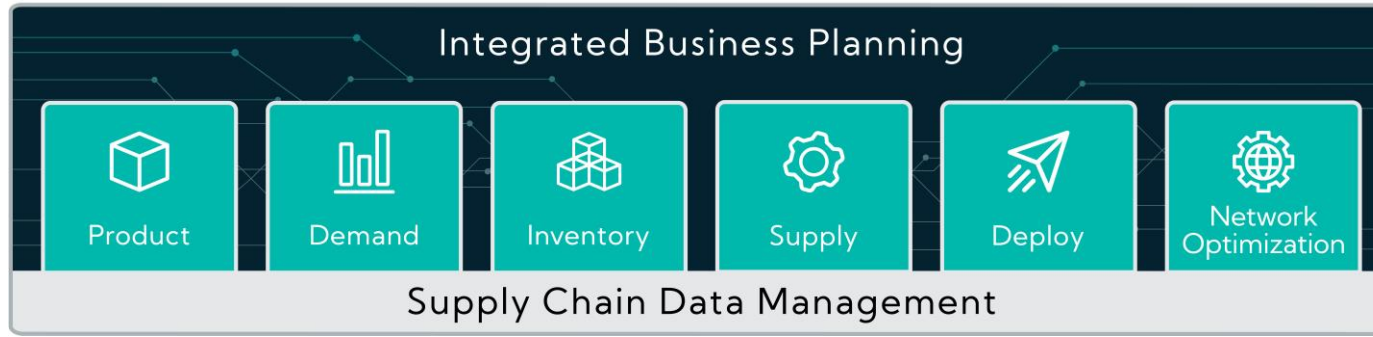 Integrated Business Planning
Product
Demand
Inventory
Supply
Deploy
Network
Optimization
Supply Chain Data Management